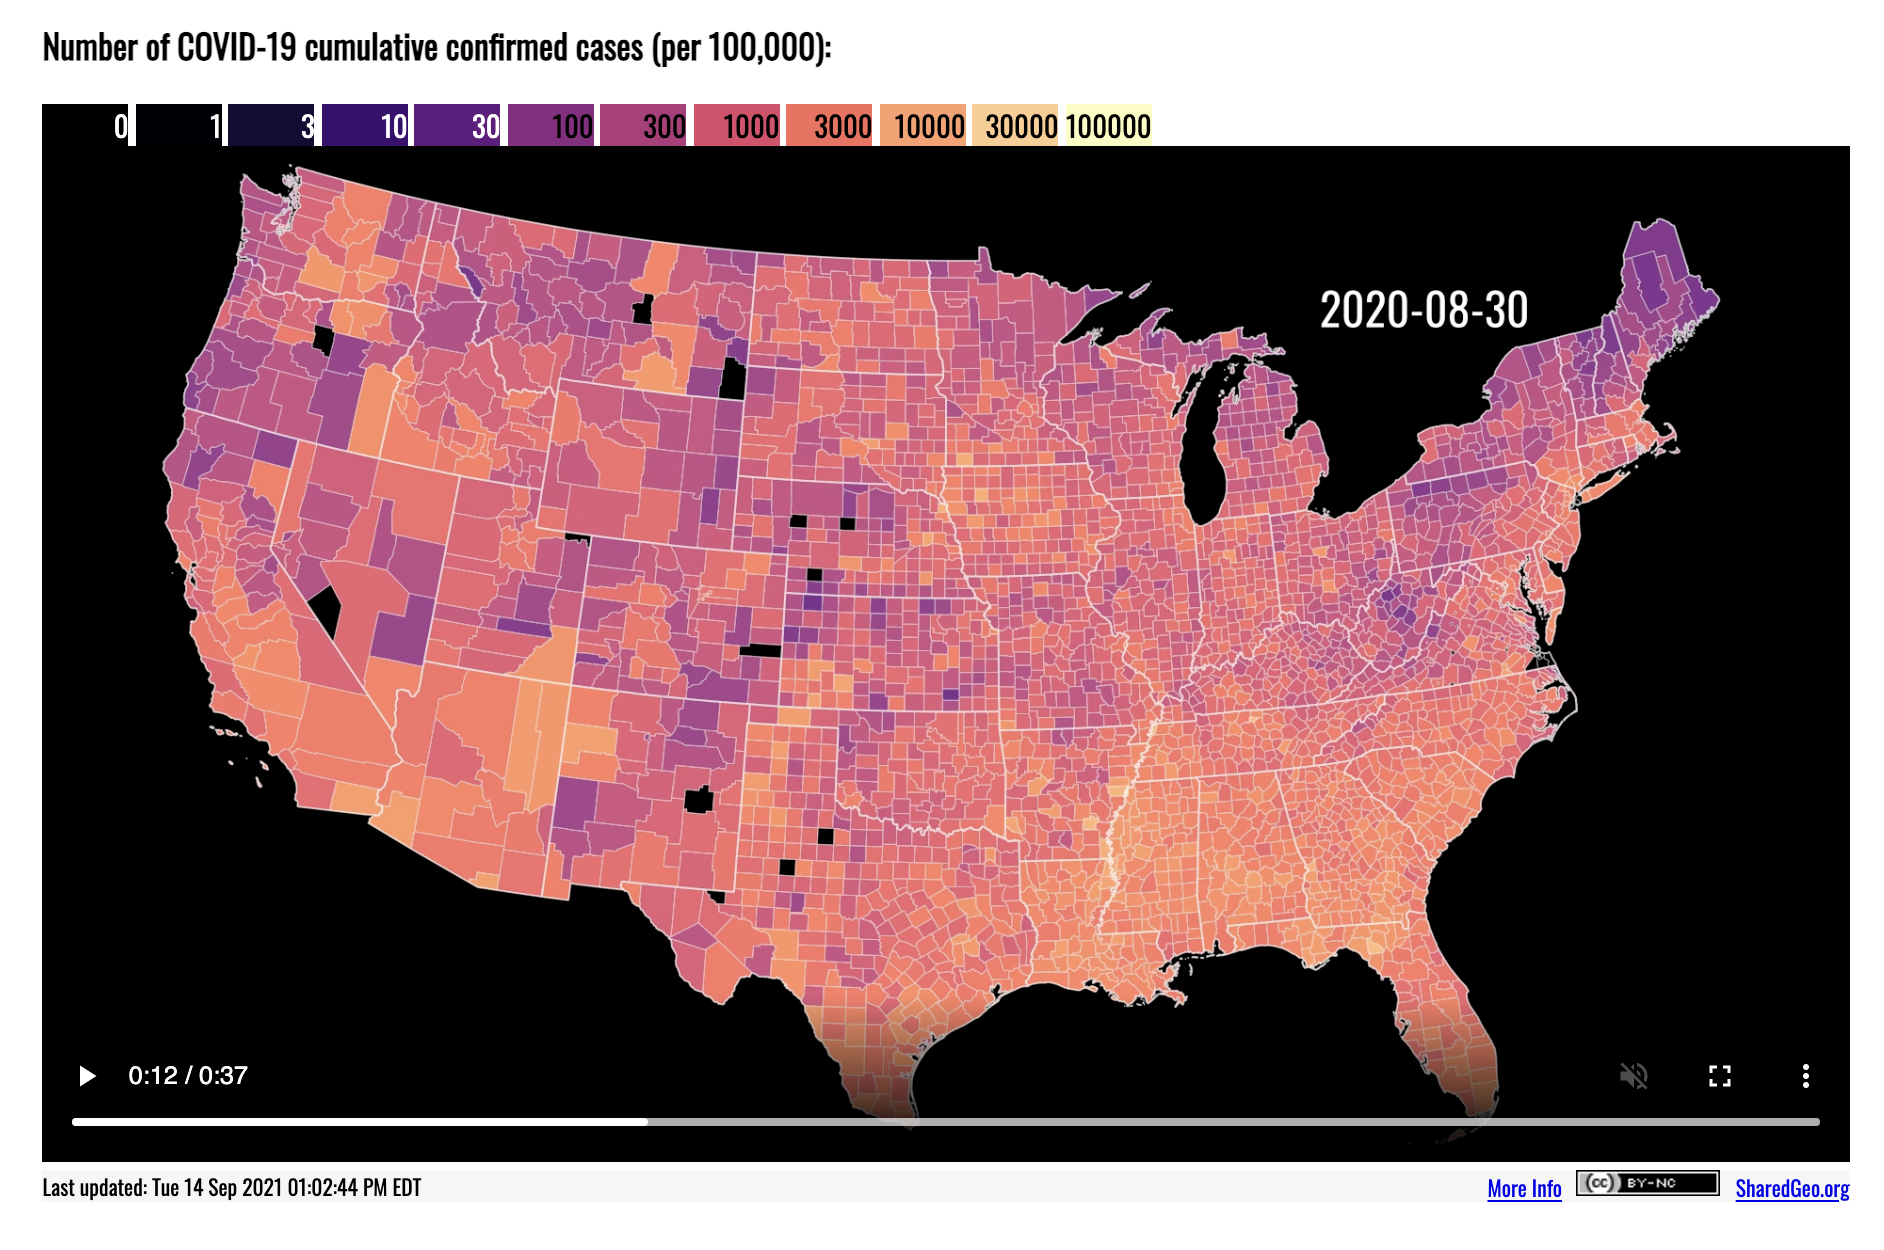 Number of COVID-19 cumulative confirmed cases (per 100,000):
0 1 3 10 30 100 300 1000 3000 10000 30000 100000
2020-08-30
0:12 / 0:37
Last updated: Tue 14 Sep 2021 01:02:44 PM EDT More Info (cc) BY-NC SharedGeo.org